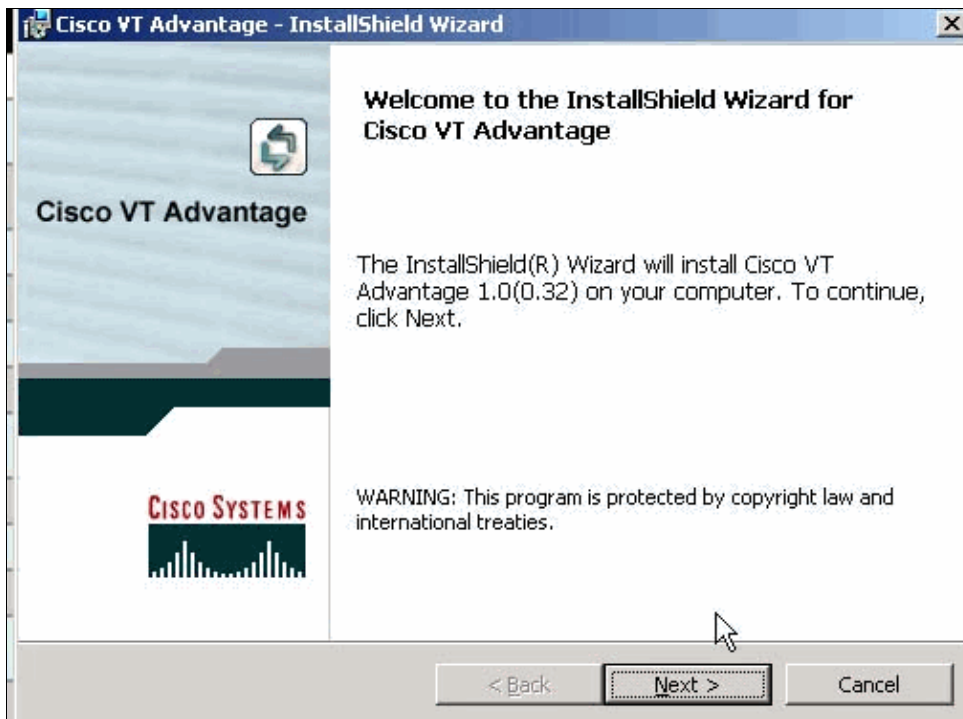 Cisco VT Advantage - InstallShield Wizard
Welcome to the InstallShield Wizard for
Cisco VT Advantage
Cisco VT Advantage
The InstallShield(R) Wizard will install Cisco VT
Advantage 1.0(0.32) on your computer. To continue,
click Next.
CISCO SYSTEMS
WARNING: This program is protected by copyright law and
international treaties.
< Back
Next >
Cancel